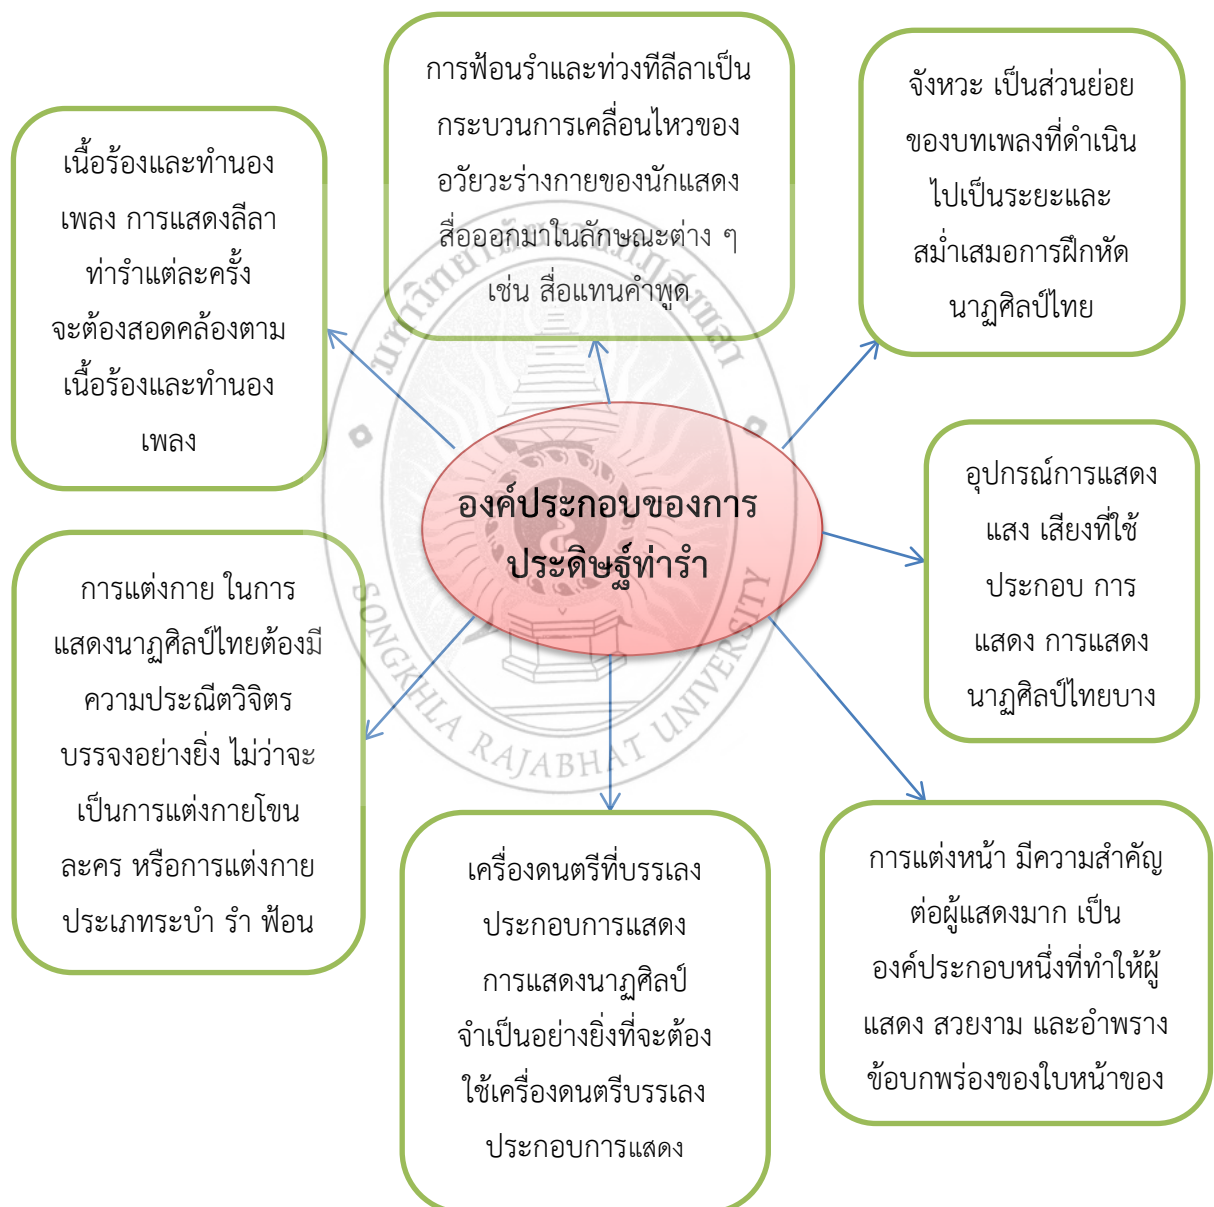 การฟ้อนรำและท่วงทีลีลาเป็น
กระบวนการเคลื่อนไหวของ
อวัยวะร่างกายของนักแสดง
สื่อออกมาในลักษณะต่าง ๆ
เช่น สื่อแทนคำพูด
จังหวะ เป็นส่วนย่อย
ของบทเพลงที่ดำเนิน
ไปเป็นระยะและ
สม่ำเสมอการฝึกหัด
นาฏศิลป์ไทย
เนื้อร้องและทำนอง
เพลง การแสดงลีลา
ท่ารำแต่ละครั้ง
จะต้องสอดคล้องตาม
เนื้อร้องและทำนอง
เพลง
องค์ประกอบของการ
ประดิษฐ์ท่ารำ
อุปกรณ์การแสดง
แสง เสียงที่ใช้
ประกอบ การ
แสดง การแสดง
นาฏศิลป์ไทยบาง
การแต่งกาย ในการ
แสดงนาฏศิลป์ไทยต้องมี
ความประณีตวิจิตร
บรรจงอย่างยิ่ง ไม่ว่าจะ
เป็นการแต่งกายโขน
ละคร หรือการแต่งกาย
ประเภทระบำ รำ ฟ้อน
เครื่องดนตรีที่บรรเลง
ประกอบการแสดง
การแสดงนาฏศิลป์
จำเป็นอย่างยิ่งที่จะต้อง
ใช้เครื่องดนตรีบรรเลง
ประกอบการแสดง
การแต่งหน้า มีความสำคัญ
ต่อผู้แสดงมาก เป็น
องค์ประกอบหนึ่งที่ทำให้ผู้
แสดง สวยงาม และอำพราง
ข้อบกพร่องของใบหน้าของ
มหาวิทยาลัยราชภัฏสงขลา
SONGKHLA RAJABHAT UNIVERSITY